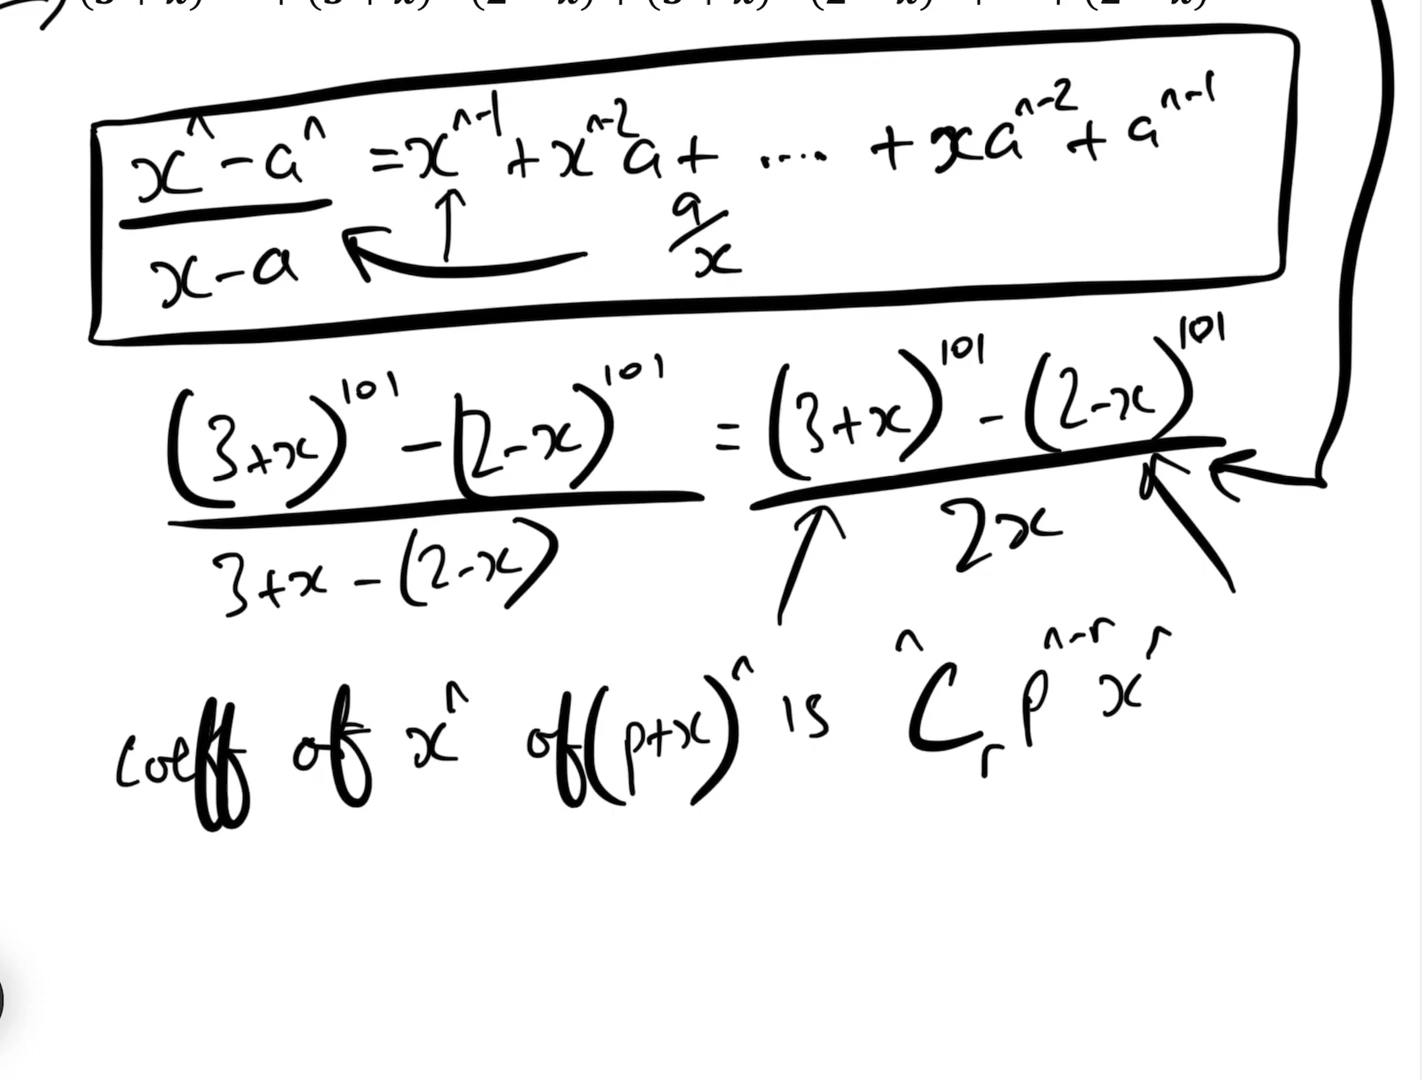 x^n - a^n / x - a = x^(n-1) + x^(n-2) a + .... + x a^(n-2) + a^(n-1)
a/x
(3+x)^101 - (2-x)^101 / 3+x - (2-x) = (3+x)^101 - (2-x)^101 / 2x
coeff of x^n of (p+x)^n is ^nC_r p^(n-r) x^r